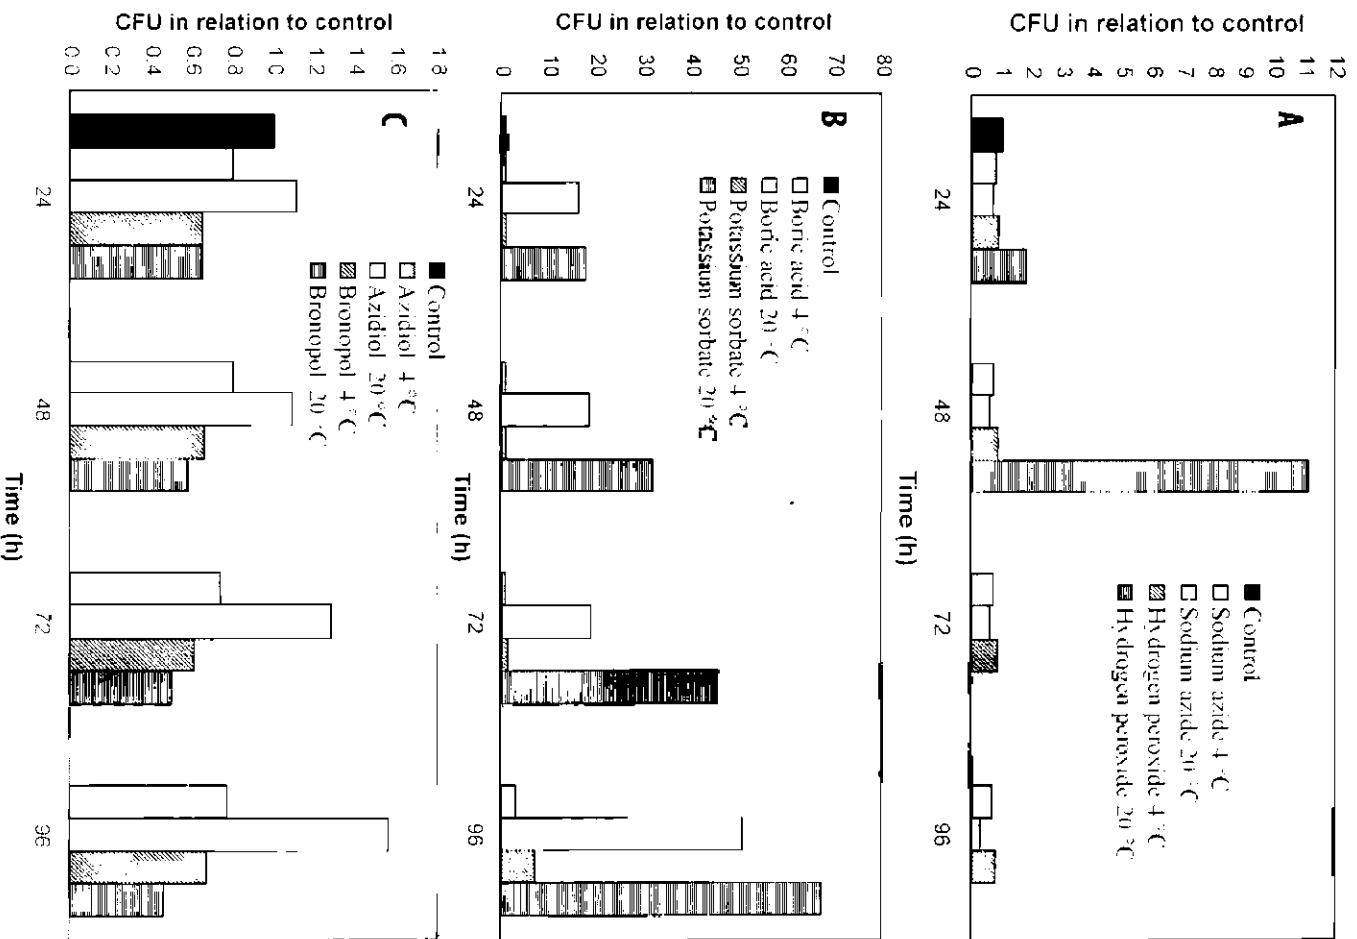 A
CFU in relation to control
0 1 2 3 4 5 6 7 8 9 10 11 12
Control
Sodium azide 4 °C
Sodium azide 20 °C
Hydrogen peroxide 4 °C
Hydrogen peroxide 20 °C
24 48 72 96
Time (h)
B
CFU in relation to control
0 10 20 30 40 50 60 70 80
Control
Boric acid 4 °C
Boric acid 20 °C
Potassium sorbate 4 °C
Potassium sorbate 20 °C
24 48 72 96
Time (h)
C
CFU in relation to control
0.0 0.2 0.4 0.6 0.8 1.0 1.2 1.4 1.6 1.8
Control
Azidiol 4 °C
Azidiol 20 °C
Bronopol 4 °C
Bronopol 20 °C
24 48 72 96
Time (h)